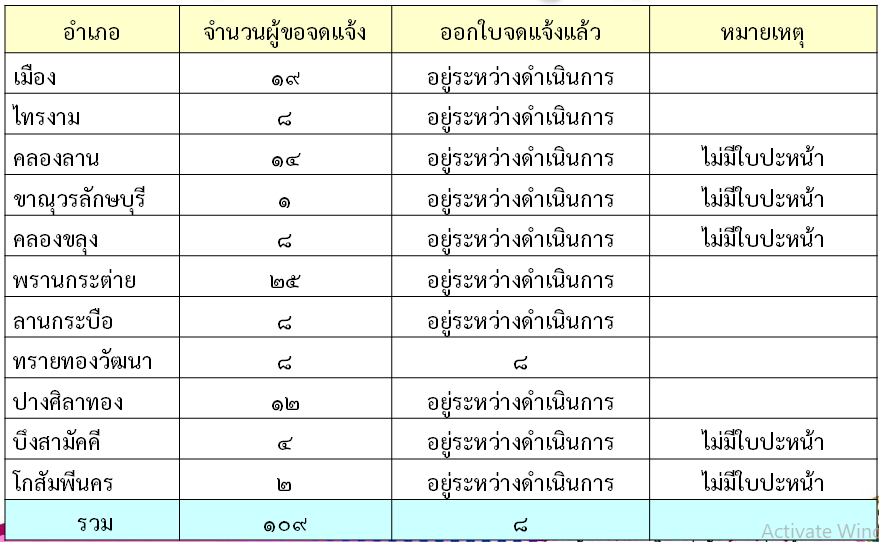 อำเภอ จำนวนผู้ขอจดแจ้ง ออกใบจดแจ้งแล้ว หมายเหตุ
เมือง ๑๙ อยู่ระหว่างดำเนินการ
ไทรงาม ๘ อยู่ระหว่างดำเนินการ
คลองลาน ๑๔ อยู่ระหว่างดำเนินการ ไม่มีใบปะหน้า
ขาณุวรลักษบุรี ๑ อยู่ระหว่างดำเนินการ ไม่มีใบปะหน้า
คลองขลุง ๘ อยู่ระหว่างดำเนินการ ไม่มีใบปะหน้า
พรานกระต่าย ๒๕ อยู่ระหว่างดำเนินการ
ลานกระบือ ๘ อยู่ระหว่างดำเนินการ
ทรายทองวัฒนา ๘ ๘
ปางศิลาทอง ๑๒ อยู่ระหว่างดำเนินการ
บึงสามัคคี ๔ อยู่ระหว่างดำเนินการ ไม่มีใบปะหน้า
โกสัมพีนคร ๒ อยู่ระหว่างดำเนินการ ไม่มีใบปะหน้า
รวม ๑๐๙ ๘
Activate Wind